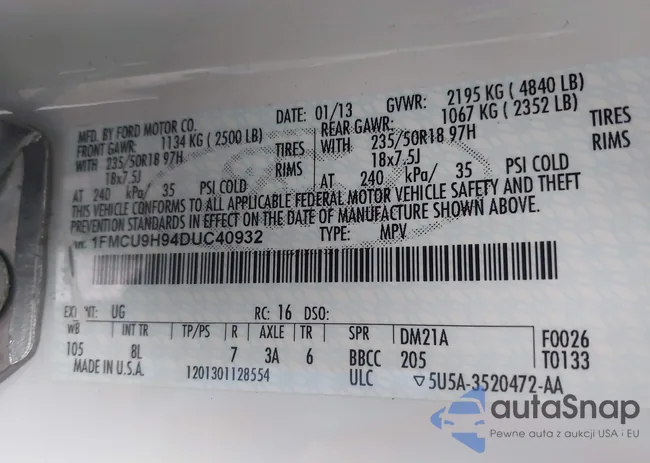 MFD. BY FORD MOTOR CO.
DATE: 01/13 GVWR: 2195 KG ( 4840 LB)
FRONT GAWR: 1134 KG ( 2500 LB)
REAR GAWR: 1067 KG ( 2352 LB)
WITH 235/50R18 97H TIRES
WITH 235/50R18 97H TIRES
18x7.5J RIMS
18x7.5J RIMS
AT 240 kPa/ 35 PSI COLD
AT 240 kPa/ 35 PSI COLD
THIS VEHICLE CONFORMS TO ALL APPLICABLE FEDERAL MOTOR VEHICLE SAFETY AND THEFT
PREVENTION STANDARDS IN EFFECT ON THE DATE OF MANUFACTURE SHOWN ABOVE.
1FMCU9H94DUC40932 TYPE: MPV
UG RC: 16 DSO:
WB INT TR TP/PS R AXLE TR SPR DM21A F0026
105 8L 7 3A 6 BBCC 205 T0133
MADE IN U.S.A. 1201301128554 ULC ▽5U5A-3520472-AA
autaSnap
Pewne auta z aukcji USA i EU